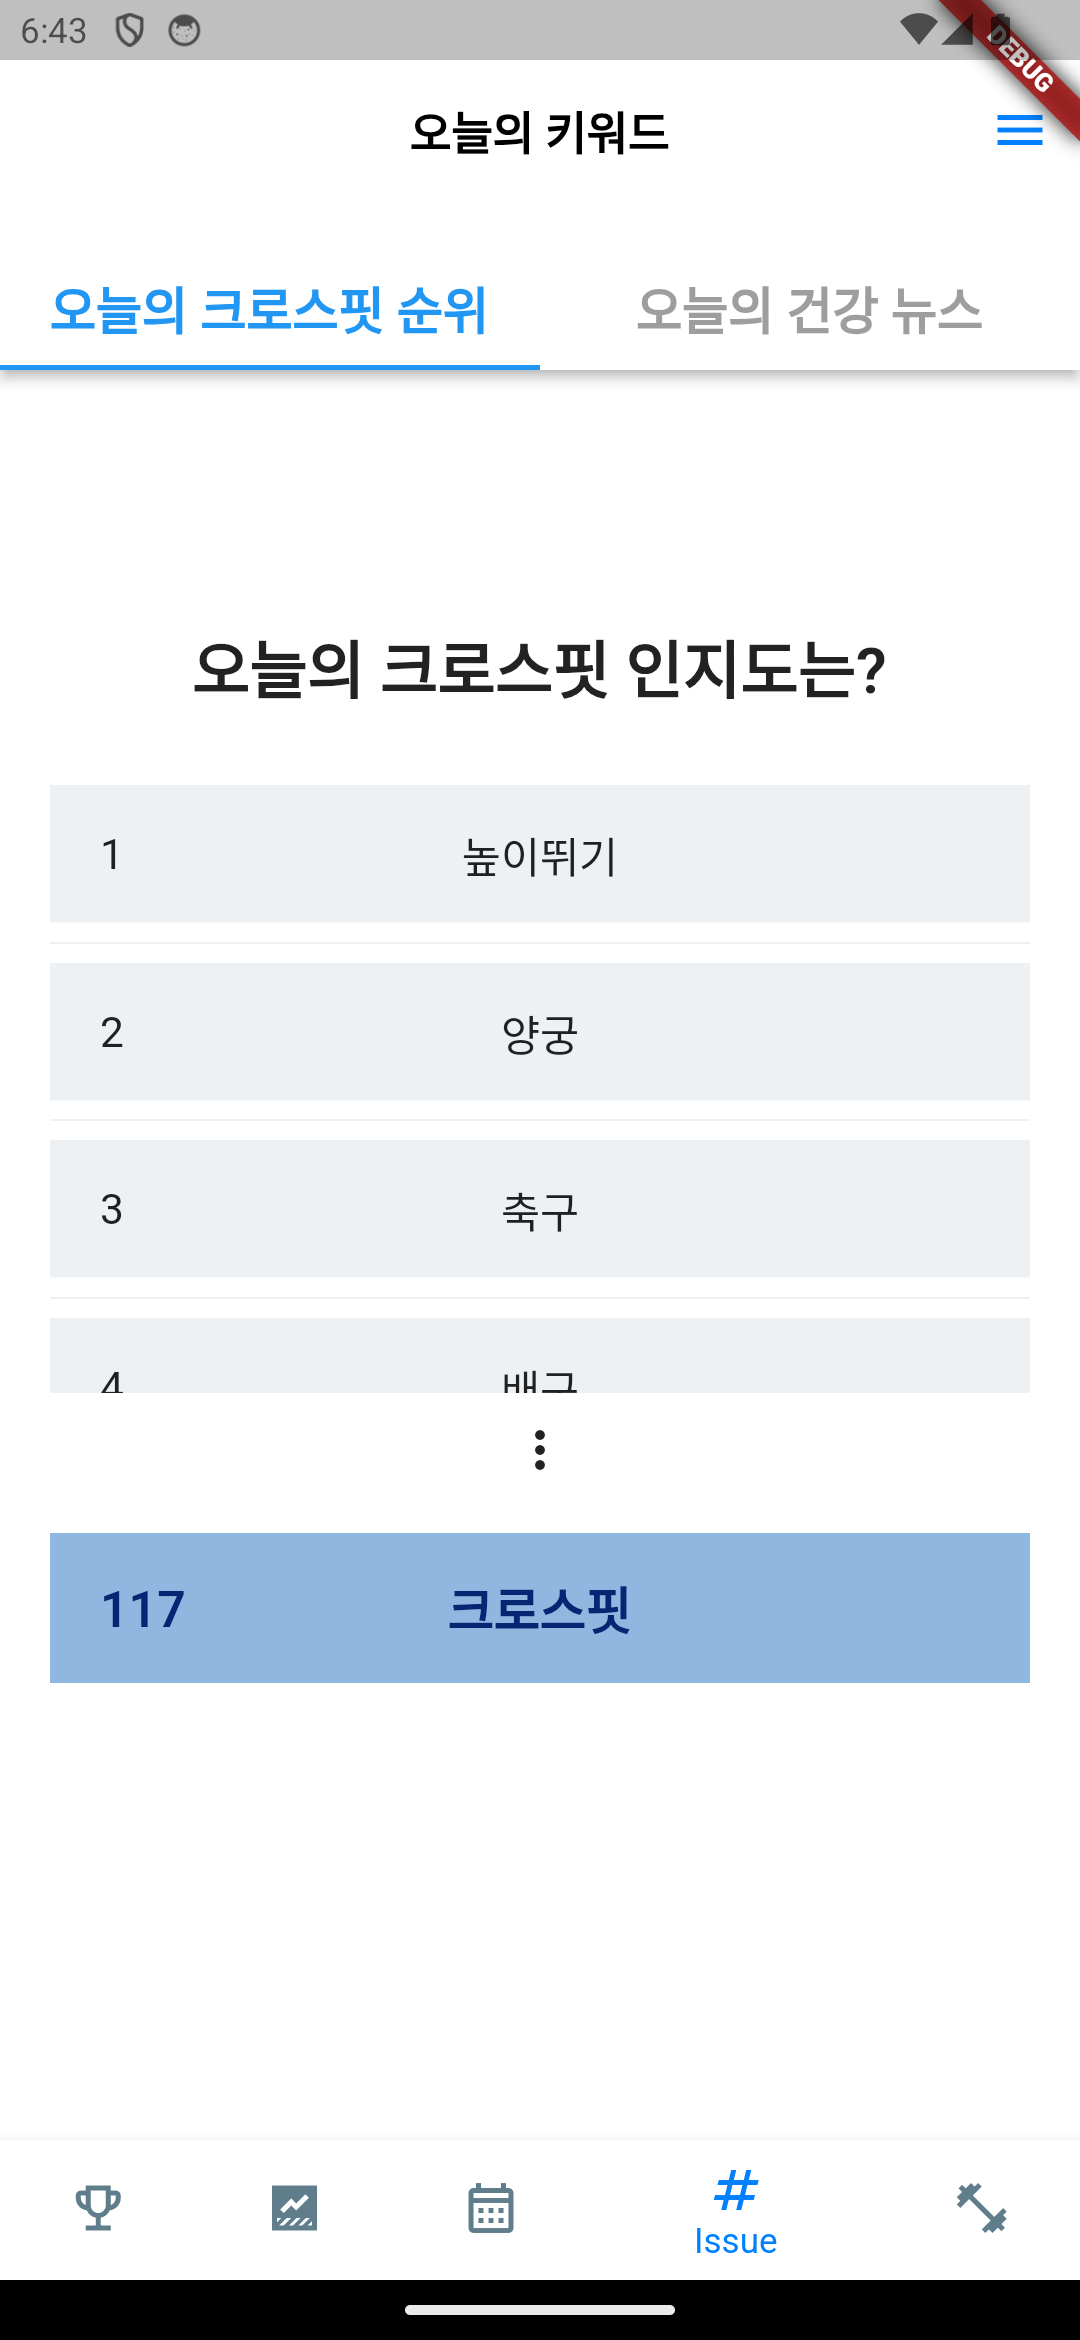 6:43
DEBUG
오늘의 키워드
오늘의 크로스핏 순위
오늘의 건강 뉴스
오늘의 크로스핏 인지도는?
1 높이뛰기
2 양궁
3 축구
4 배구
117 크로스핏
Issue